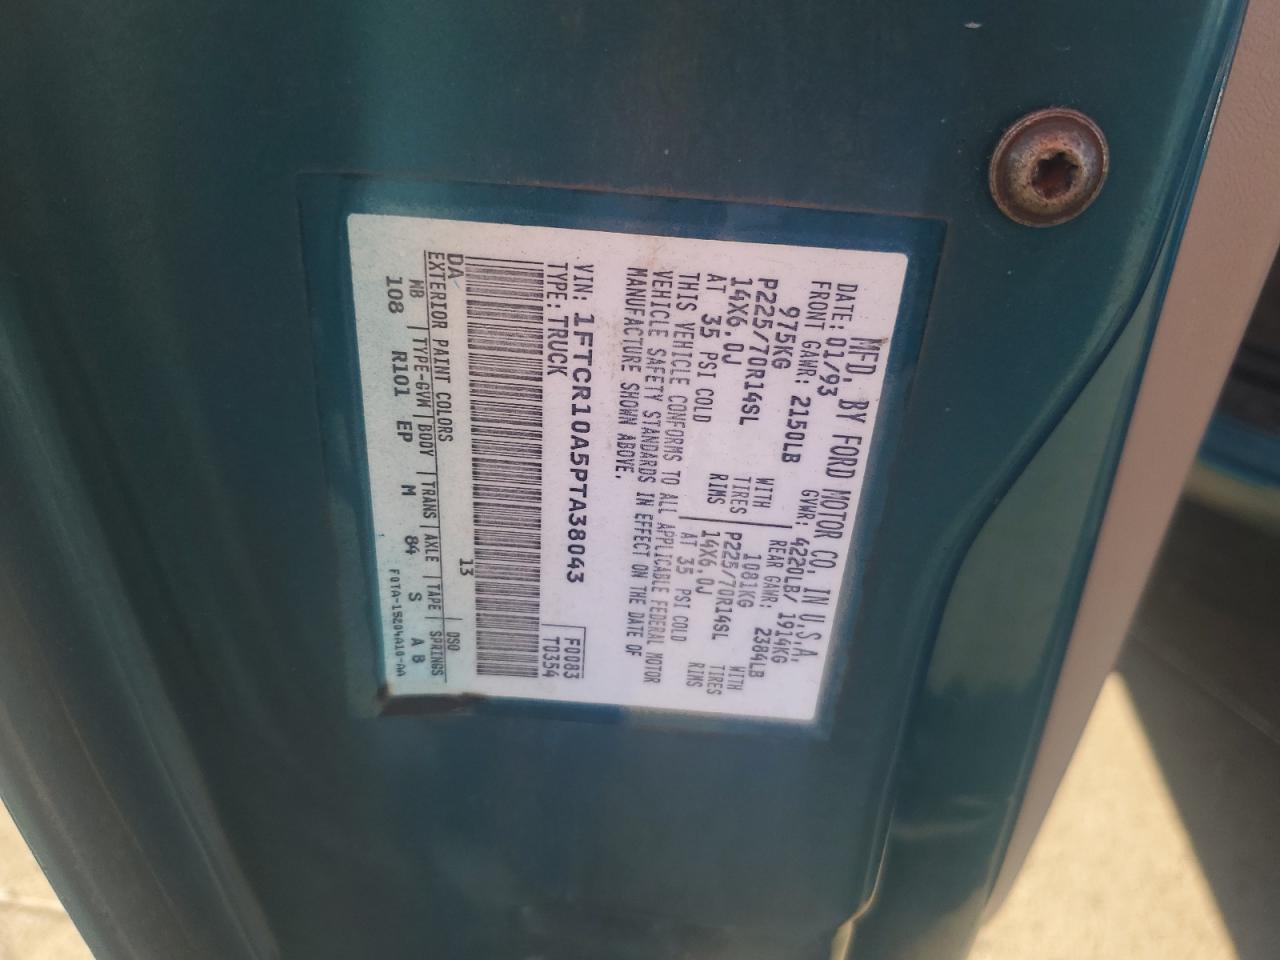 MFD. BY FORD MOTOR CO. IN U.S.A.
DATE: 01/93 GVWR: 4220LB/ 1914KG
FRONT GAWR: 2150LB REAR GAWR: 2384LB
975KG WITH 1081KG WITH
P225/70R14SL TIRES P225/70R14SL TIRES
14X6.0J RIMS 14X6.0J RIMS
AT 35 PSI COLD AT 35 PSI COLD
THIS VEHICLE CONFORMS TO ALL APPLICABLE FEDERAL MOTOR
VEHICLE SAFETY STANDARDS IN EFFECT ON THE DATE OF
MANUFACTURE SHOWN ABOVE.
VIN: 1FTCR10A5PTA38043 F0083
TYPE: TRUCK T0354
DA 13
EXTERIOR PAINT COLORS DSO
WB TYPE-GVW BODY TRANS AXLE TAPE SPRINGS
108 R101 EP M 84 S A B
F0TA-15204A10-AA